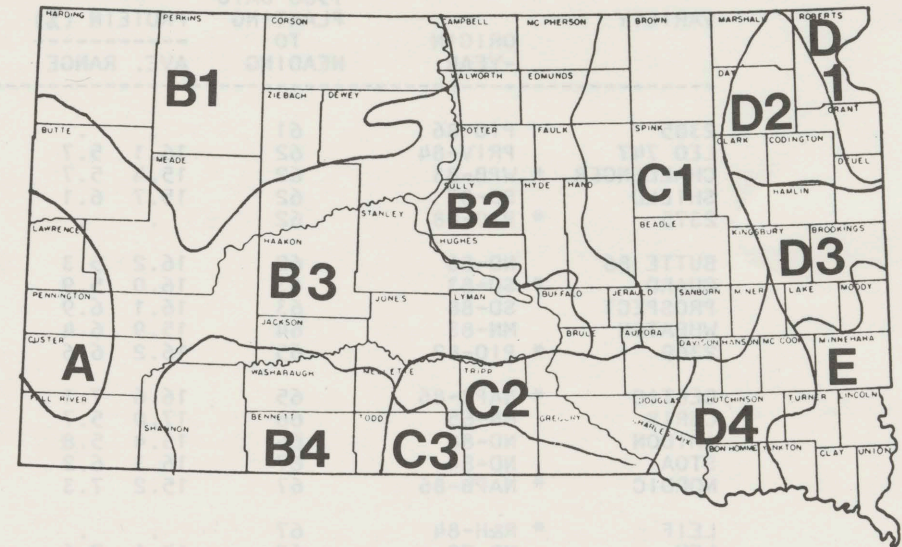 HARDING
PERKINS
CORSON
CAMPBELL
MC PHERSON
BROWN
MARSHALL
ROBERTS
D
1
B1
WALWORTH
EDMUNDS
DAY
D2
GRANT
ZIEBACH
DEWEY
BUTTE
POTTER
FAULK
SPINK
CLARK
CODINGTON
MEADE
DEUEL
C1
SULLY
HYDE
HAND
HAMLIN
B2
LAWRENCE
STANLEY
BEADLE
KINGSBURY
BROOKINGS
HAAKON
HUGHES
D3
B3
PENNINGTON
JONES
LYMAN
BUFFALO
JERAULD
SANBURN
MINER
LAKE
MOODY
JACKSON
BRULE
AURORA
CUSTER
A
DAVISON
HANSON
MC COOK
MINNEHAHA
E
WASHABAUGH
MELLETTE
TRIPP
FALL RIVER
C2
DOUGLAS
HUTCHINSON
TURNER
LINCOLN
SHANNON
BENNETT
TODD
GREGORY
D4
B4
C3
CHARLES MIX
BON HOMME
YANKTON
CLAY
UNION